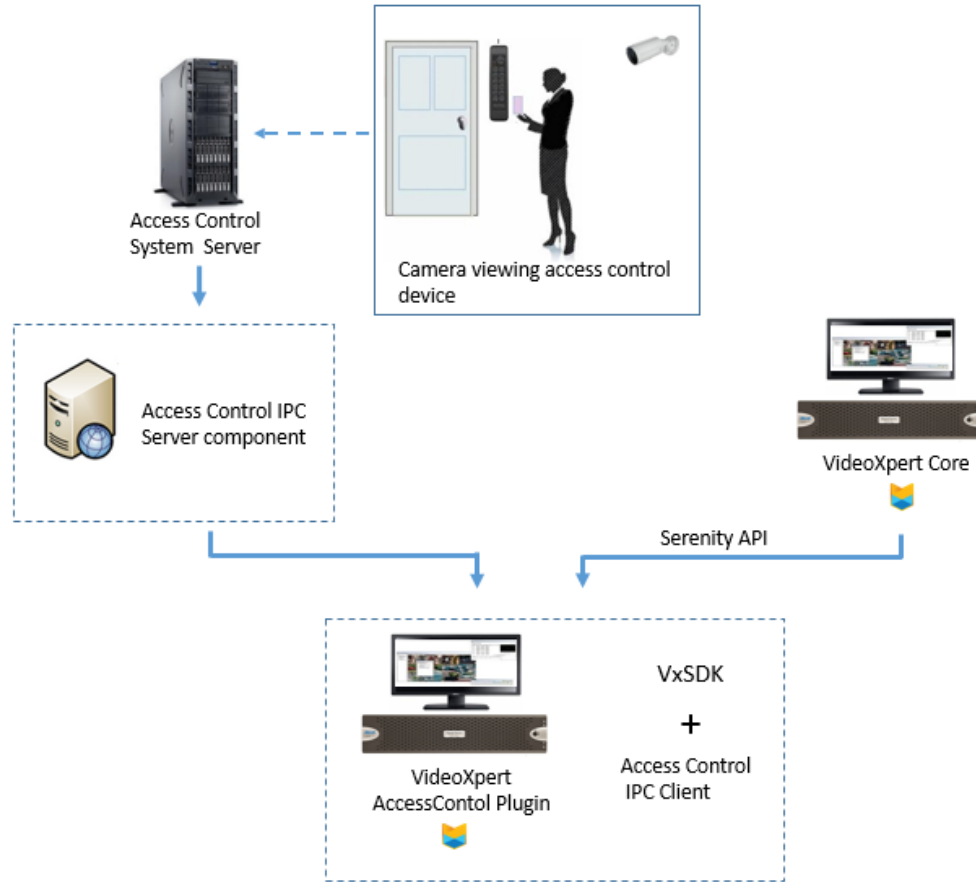 Access Control
System Server
Camera viewing access control
device
Access Control IPC
Server component
VideoXpert Core
Serenity API
VxSDK
+
Access Control
IPC Client
VideoXpert
AccessContol Plugin